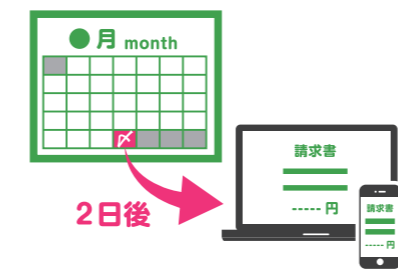 ●月 month
〆
2日後
請求書
----- 円
請求書
----- 円